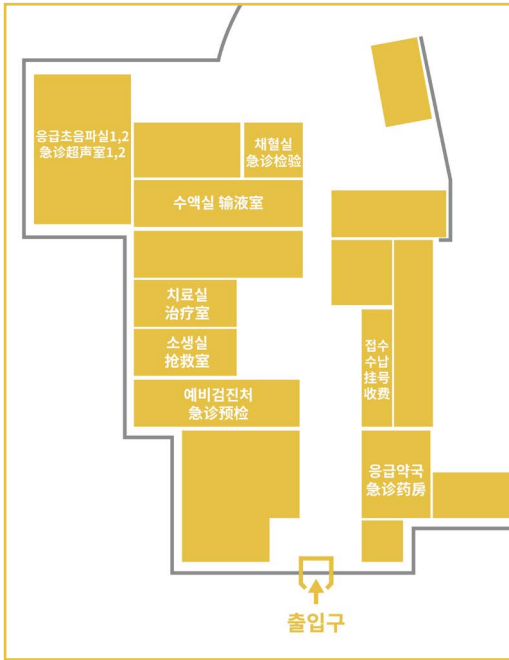 응급초음파실1,2
急诊超声室1,2
채혈실
急诊检验
수액실 输液室
치료실
治疗室
소생실
抢救室
예비검진처
急诊预检
접수
수납
挂号
收费
응급약국
急诊药房
출입구